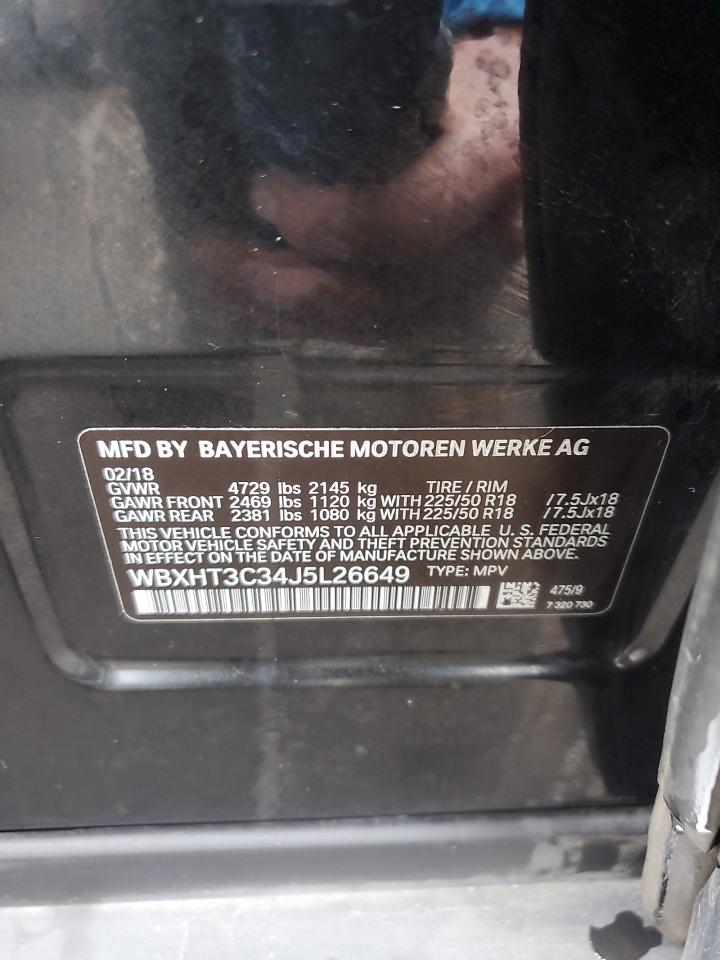 MFD BY BAYERISCHE MOTOREN WERKE AG
02/18
GVWR 4729 lbs 2145 kg TIRE / RIM
GAWR FRONT 2469 lbs 1120 kg WITH 225/50 R18 /7.5Jx18
GAWR REAR 2381 lbs 1080 kg WITH 225/50 R18 /7.5Jx18
THIS VEHICLE CONFORMS TO ALL APPLICABLE U. S. FEDERAL
MOTOR VEHICLE SAFETY AND THEFT PREVENTION STANDARDS
IN EFFECT ON THE DATE OF MANUFACTURE SHOWN ABOVE.
WBXHT3C34J5L26649 TYPE: MPV
475/9
7 320 730